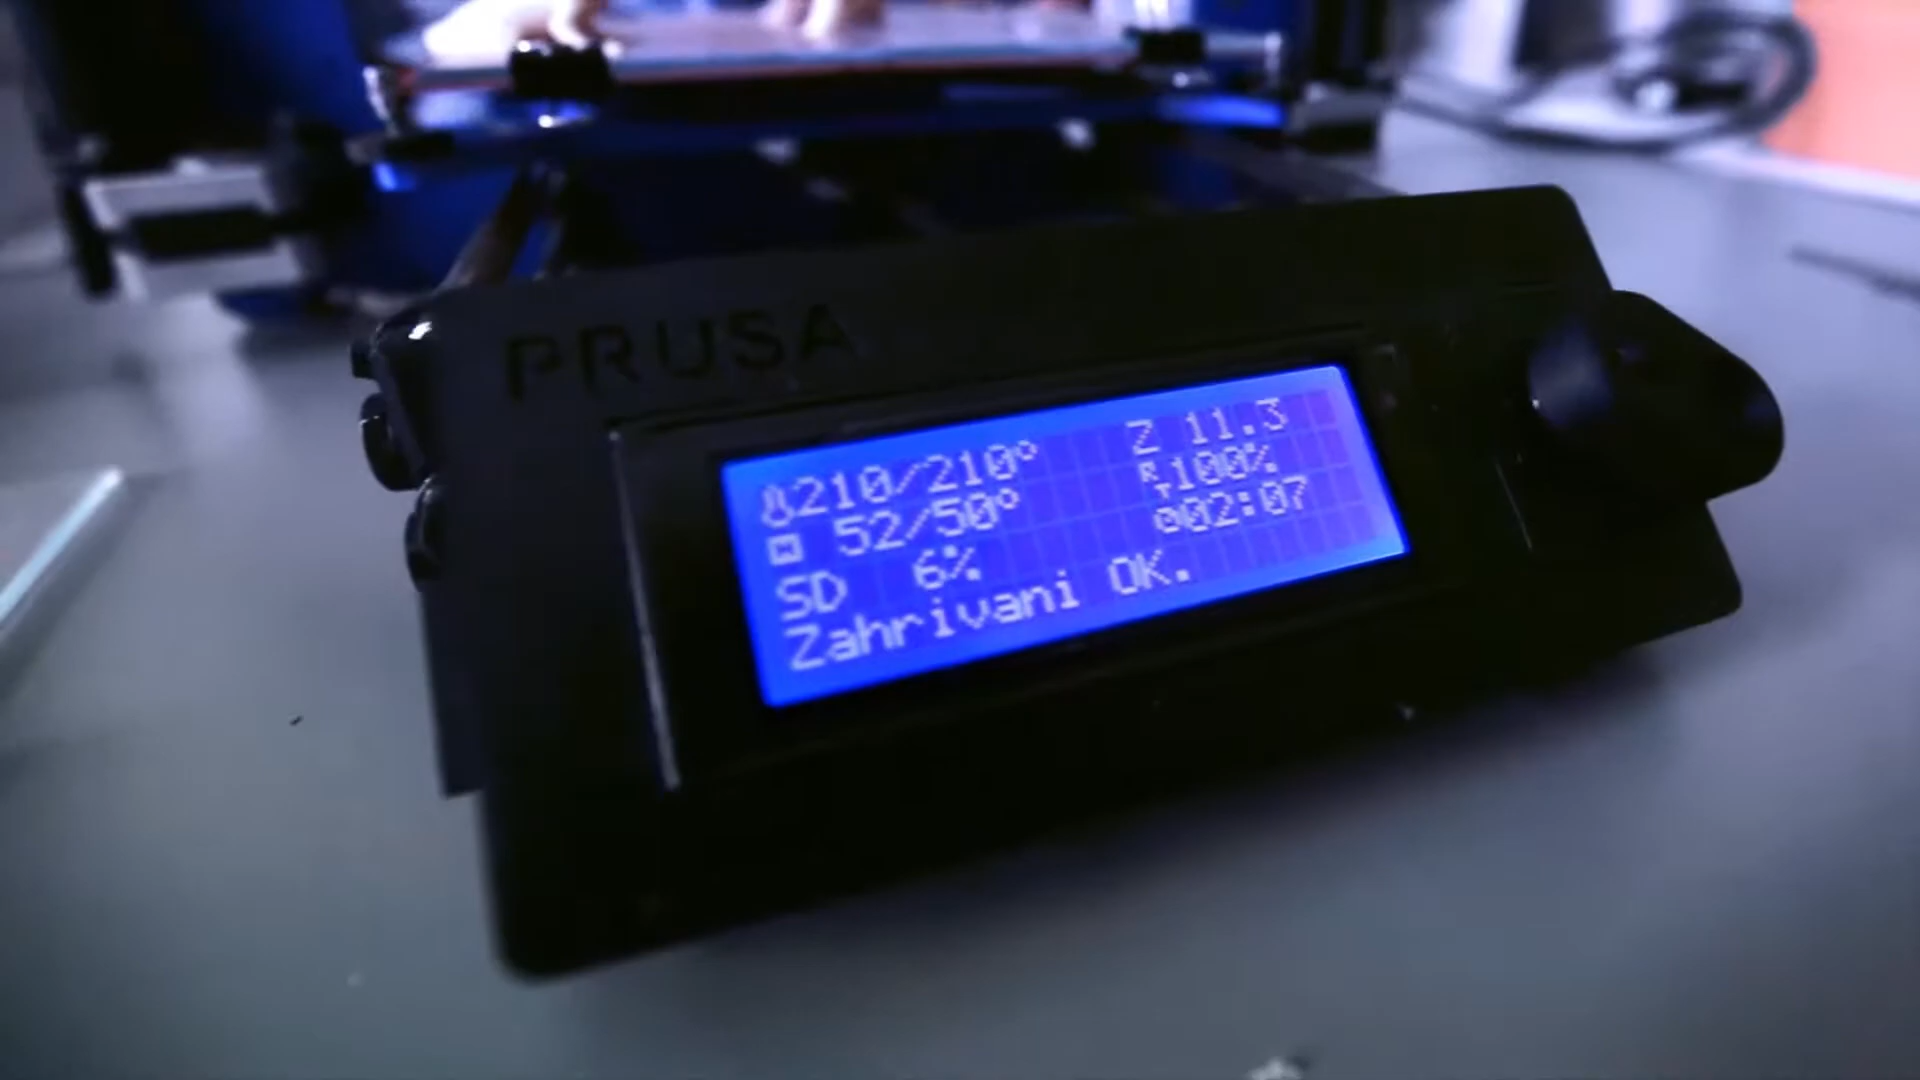 PRUSA
210/210° Z 11.3
52/50° 100%
SD 6% 02:07
Zahrivani OK.